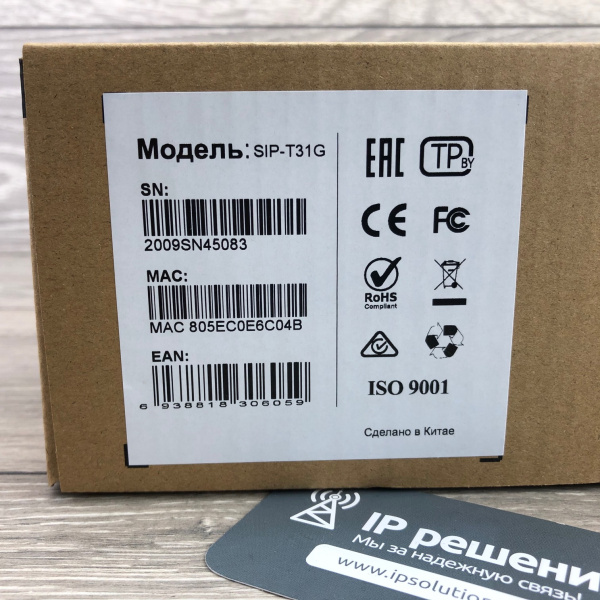 Модель: SIP-T31G
SN:
2009SN45083
MAC:
MAC 805EC0E6C04B
EAN:
6 938818 306059
EAC
TP BY
CE FC
RoHS
Compliant
ISO 9001
Сделано в Китае
IP решени
Мы за надежную связь!
www.ipsolution